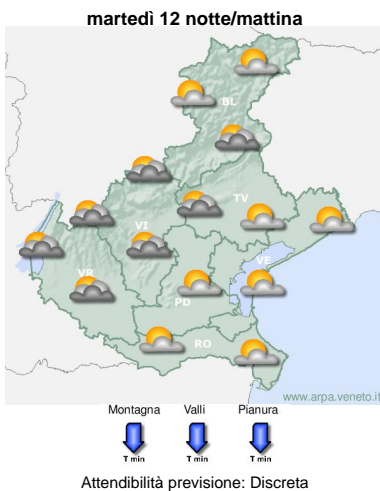 martedì 12 notte/mattina
BL
TV
VI
VE
VR
PD
RO
www.arpa.veneto.it
Montagna Valli Pianura
T min T min T min
Attendibilità previsione: Discreta